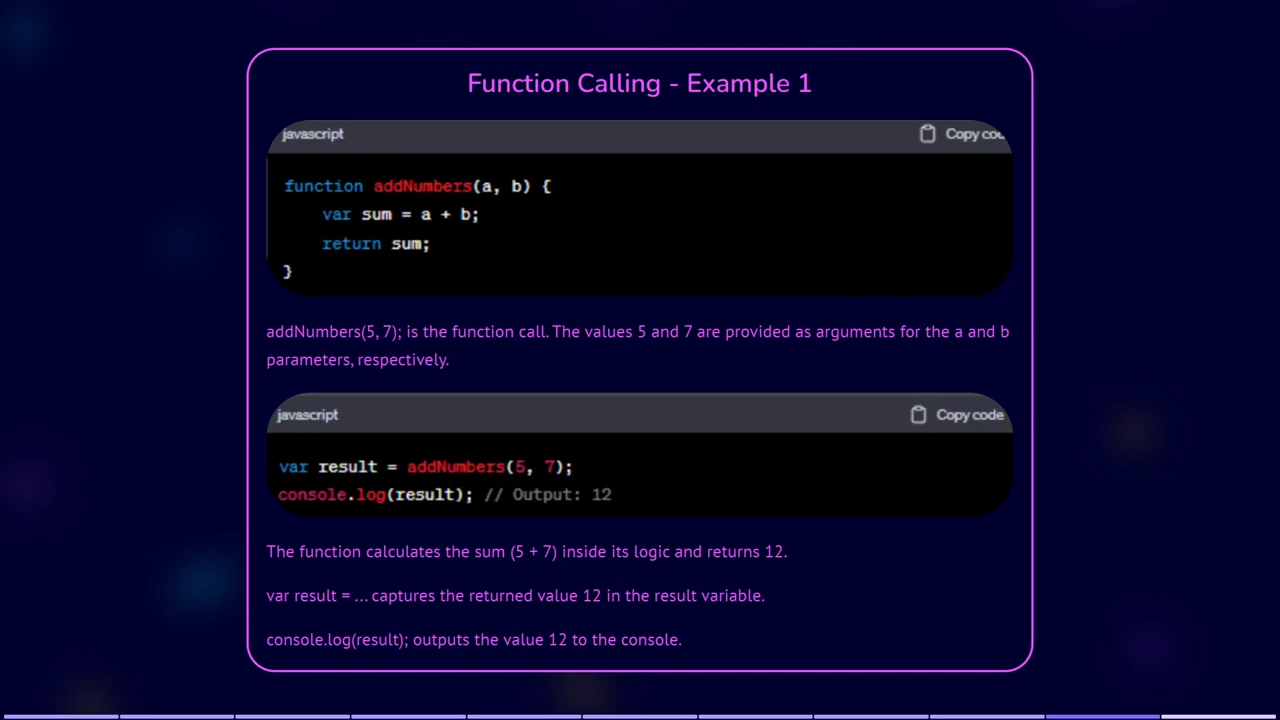 Function Calling - Example 1
javascript
Copy cod
function addNumbers(a, b) {
var sum = a + b;
return sum;
}
addNumbers(5, 7); is the function call. The values 5 and 7 are provided as arguments for the a and b
parameters, respectively.
javascript
Copy code
var result = addNumbers(5, 7);
console.log(result); // Output: 12
The function calculates the sum (5 + 7) inside its logic and returns 12.
var result = ... captures the returned value 12 in the result variable.
console.log(result); outputs the value 12 to the console.